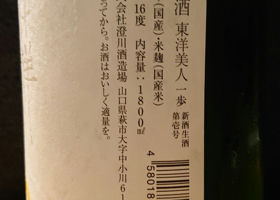 酒 東洋美人 一歩 新酒生酒 第壱号
(国産)・米麹(国産米)
16度 内容量:1800ml
会社澄川酒造場 山口県萩市大字中小川61
ってから。お酒はおいしく適量を。
4 58018